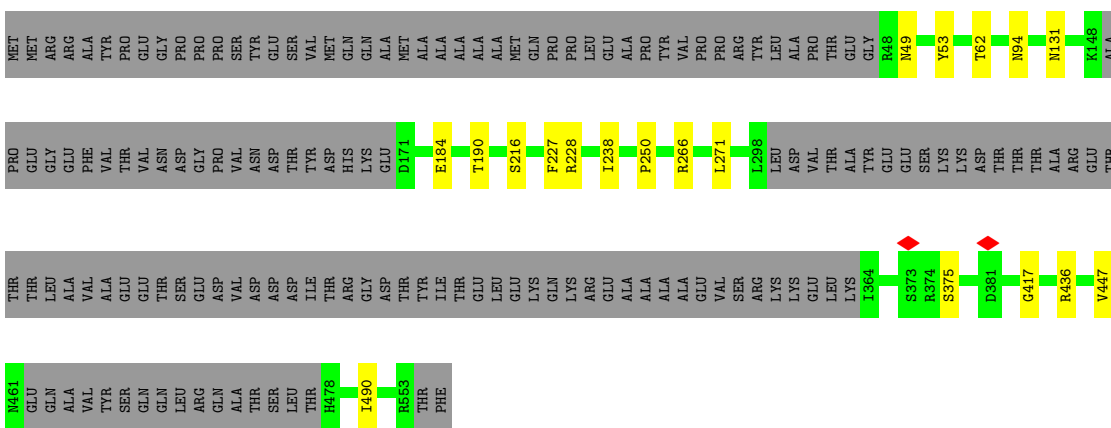 MET MET ARG ARG ALA TYR PRO GLU GLY PRO PRO PRO SER TYR GLU SER VAL MET GLN GLN ALA MET ALA ALA ALA ALA ALA MET GLN PRO PRO LEU GLU ALA PRO TYR VAL PRO PRO ARG TYR LEU ALA PRO THR GLU GLY R48 N49 Y53 T62 N94 N131 K148 ALA
PRO GLU GLY GLU PHE VAL THR VAL ASN ASP GLY PRO VAL ASN ASP THR TYR ASP HIS LYS GLU D171 E184 T190 S216 F227 R228 I238 P250 R266 L271 L298 LEU ASP VAL THR ALA TYR GLU GLU SER LYS LYS ASP THR THR THR ALA ARG GLU THR
THR THR LEU ALA VAL ALA GLU GLU THR SER GLU ASP VAL ASP ASP ASP ILE THR ARG GLY ASP THR TYR ILE THR GLU LEU GLU LYS GLN LYS ARG GLU ALA ALA ALA ALA GLU VAL SER ARG LYS LYS GLU LEU LYS I364 S373 R374 S375 D381 G417 R436 V447
N461 GLU GLN ALA VAL TYR SER GLN GLN LEU ARG GLN ALA THR SER LEU THR H478 I490 R553 THR PHE